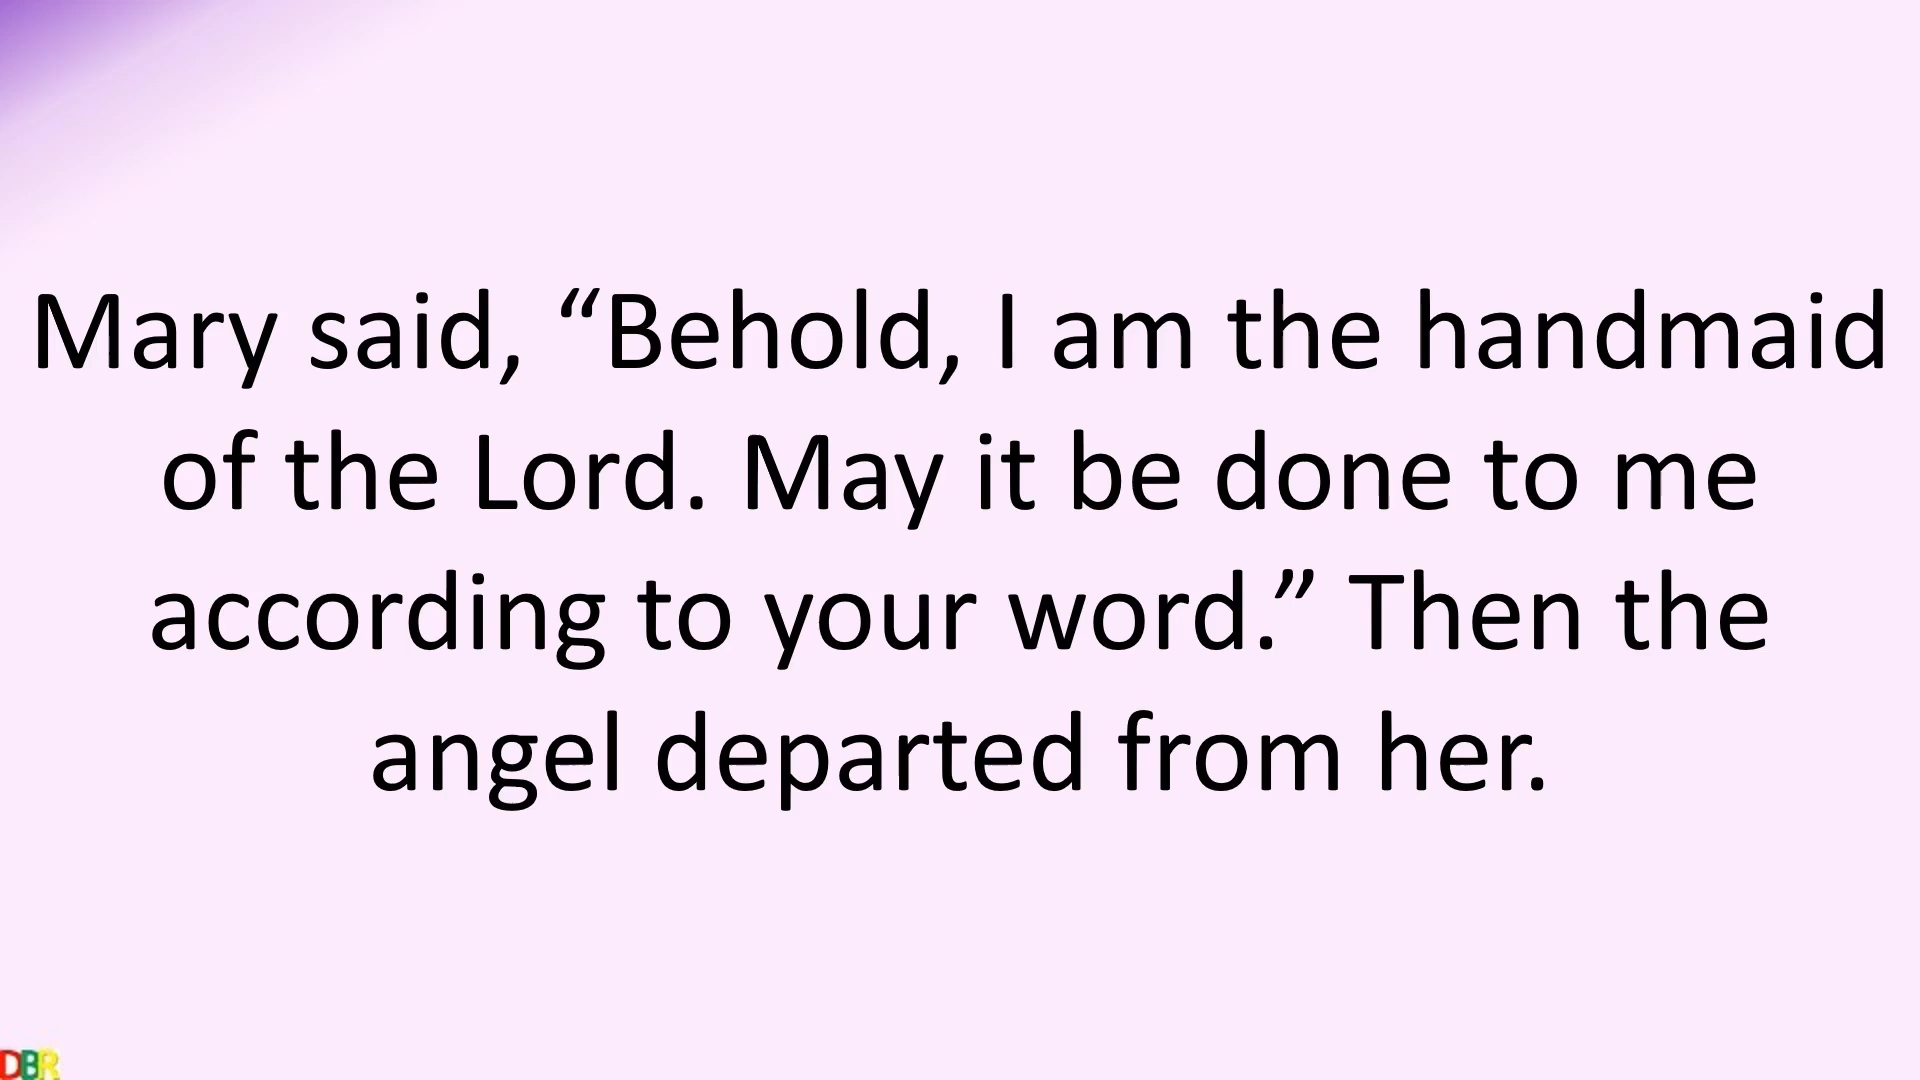 Mary said, “Behold, I am the handmaid
of the Lord. May it be done to me
according to your word.” Then the
angel departed from her.
DBR